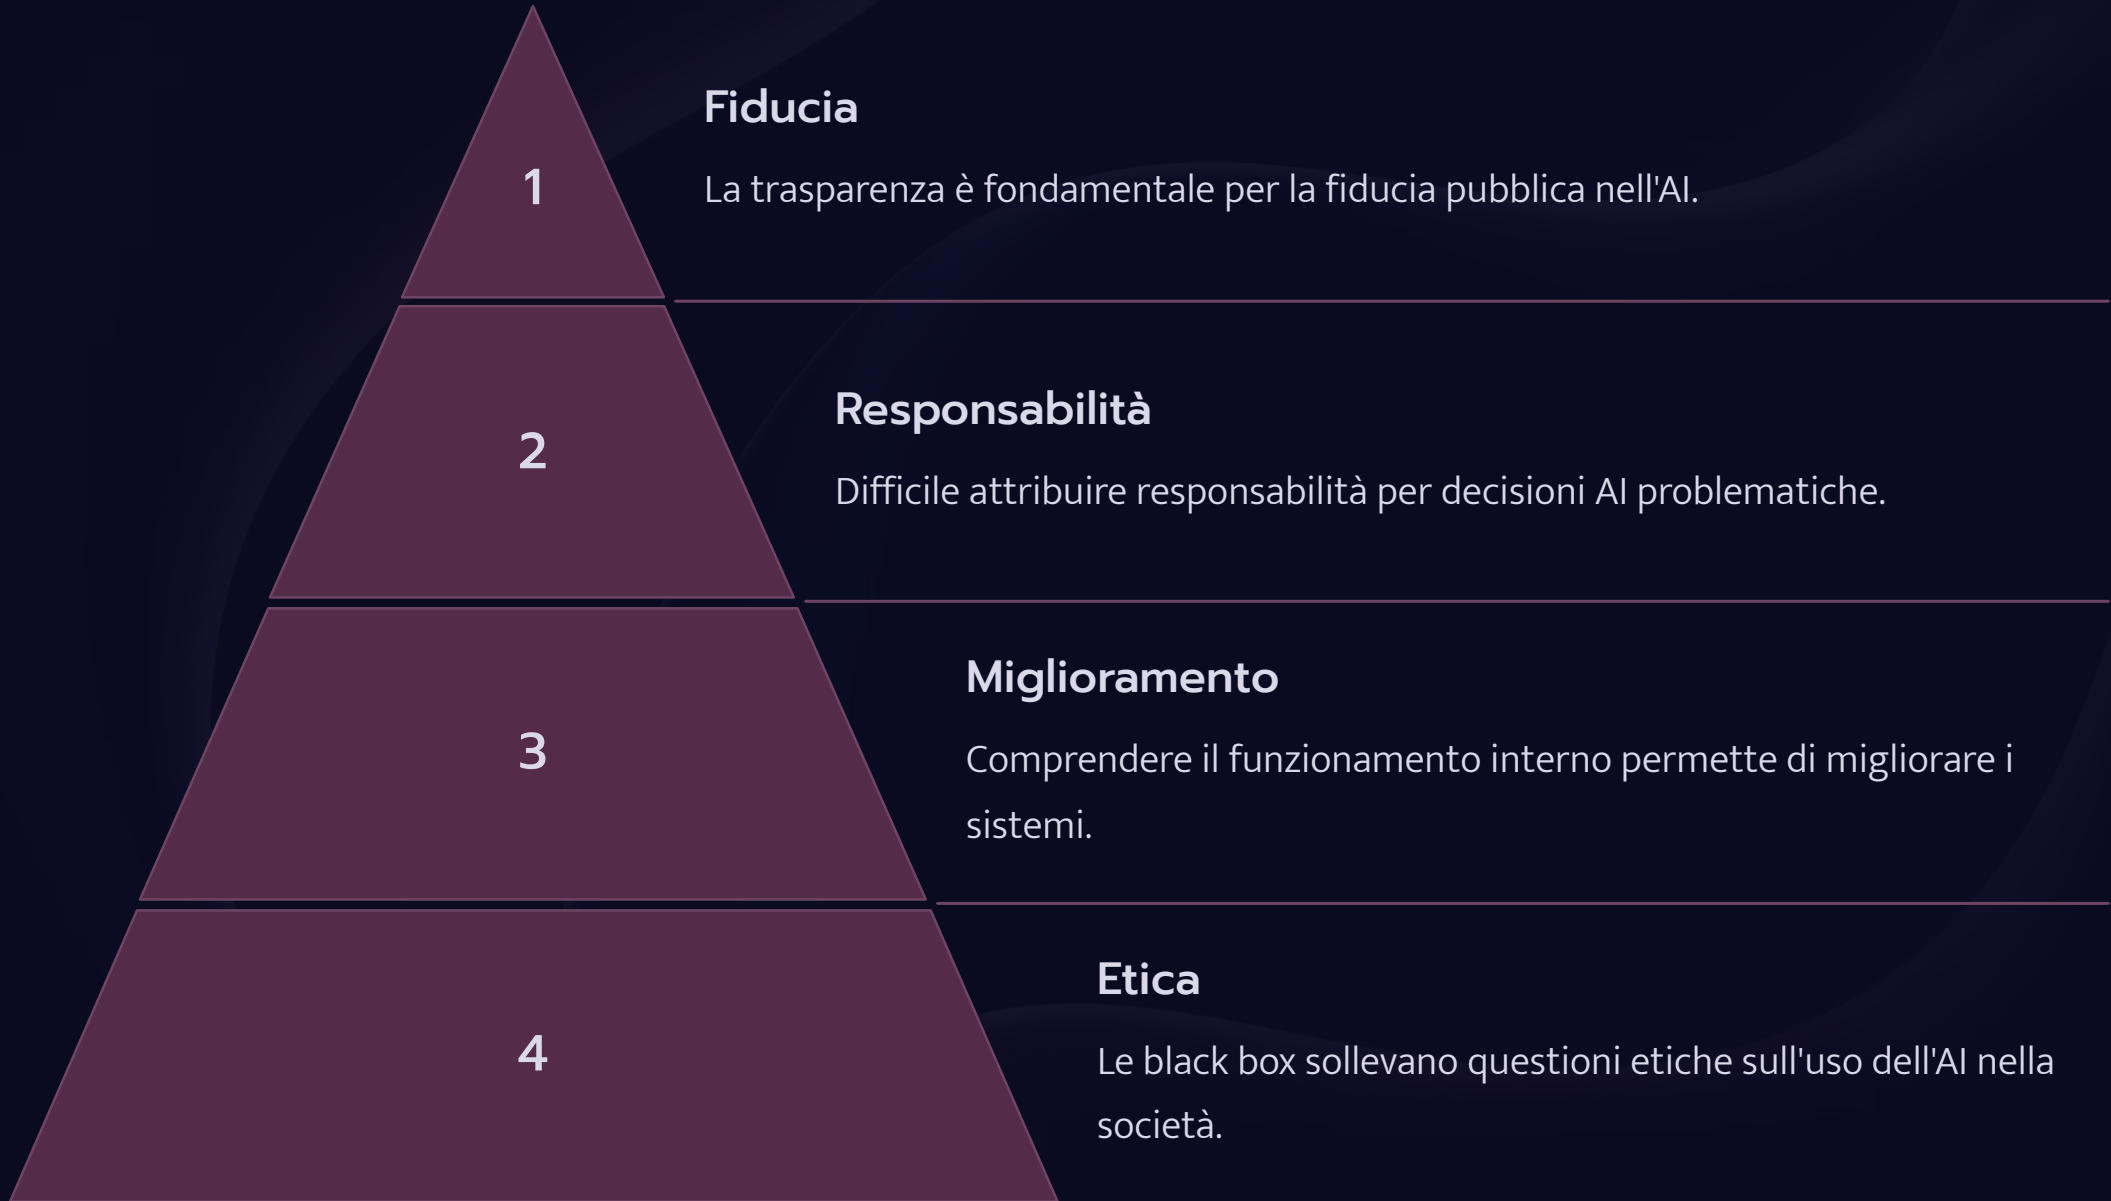 Fiducia
1
La trasparenza è fondamentale per la fiducia pubblica nell'AI.
Responsabilità
2
Difficile attribuire responsabilità per decisioni AI problematiche.
Miglioramento
3
Comprendere il funzionamento interno permette di migliorare i
sistemi.
Etica
4
Le black box sollevano questioni etiche sull'uso dell'AI nella
società.